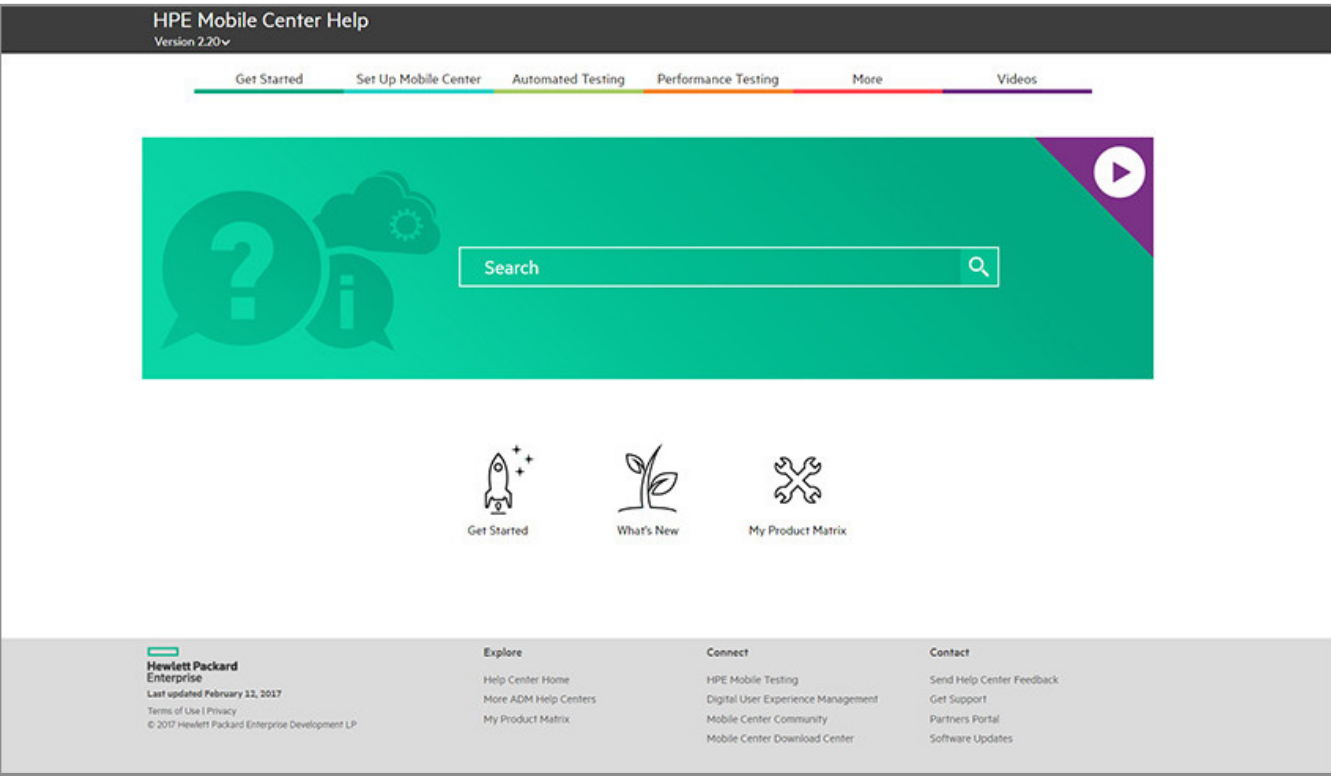 HPE Mobile Center Help
Version 2.20
Get Started
Set Up Mobile Center
Automated Testing
Performance Testing
More
Videos
?
i
Search
Get Started
What's New
My Product Matrix
Hewlett Packard
Enterprise
Last updated February 12, 2017
Terms of Use | Privacy
© 2017 Hewlett Packard Enterprise Development LP
Explore
Help Center Home
More ADM Help Centers
My Product Matrix
Connect
HPE Mobile Testing
Digital User Experience Management
Mobile Center Community
Mobile Center Download Center
Contact
Send Help Center Feedback
Get Support
Partners Portal
Software Updates